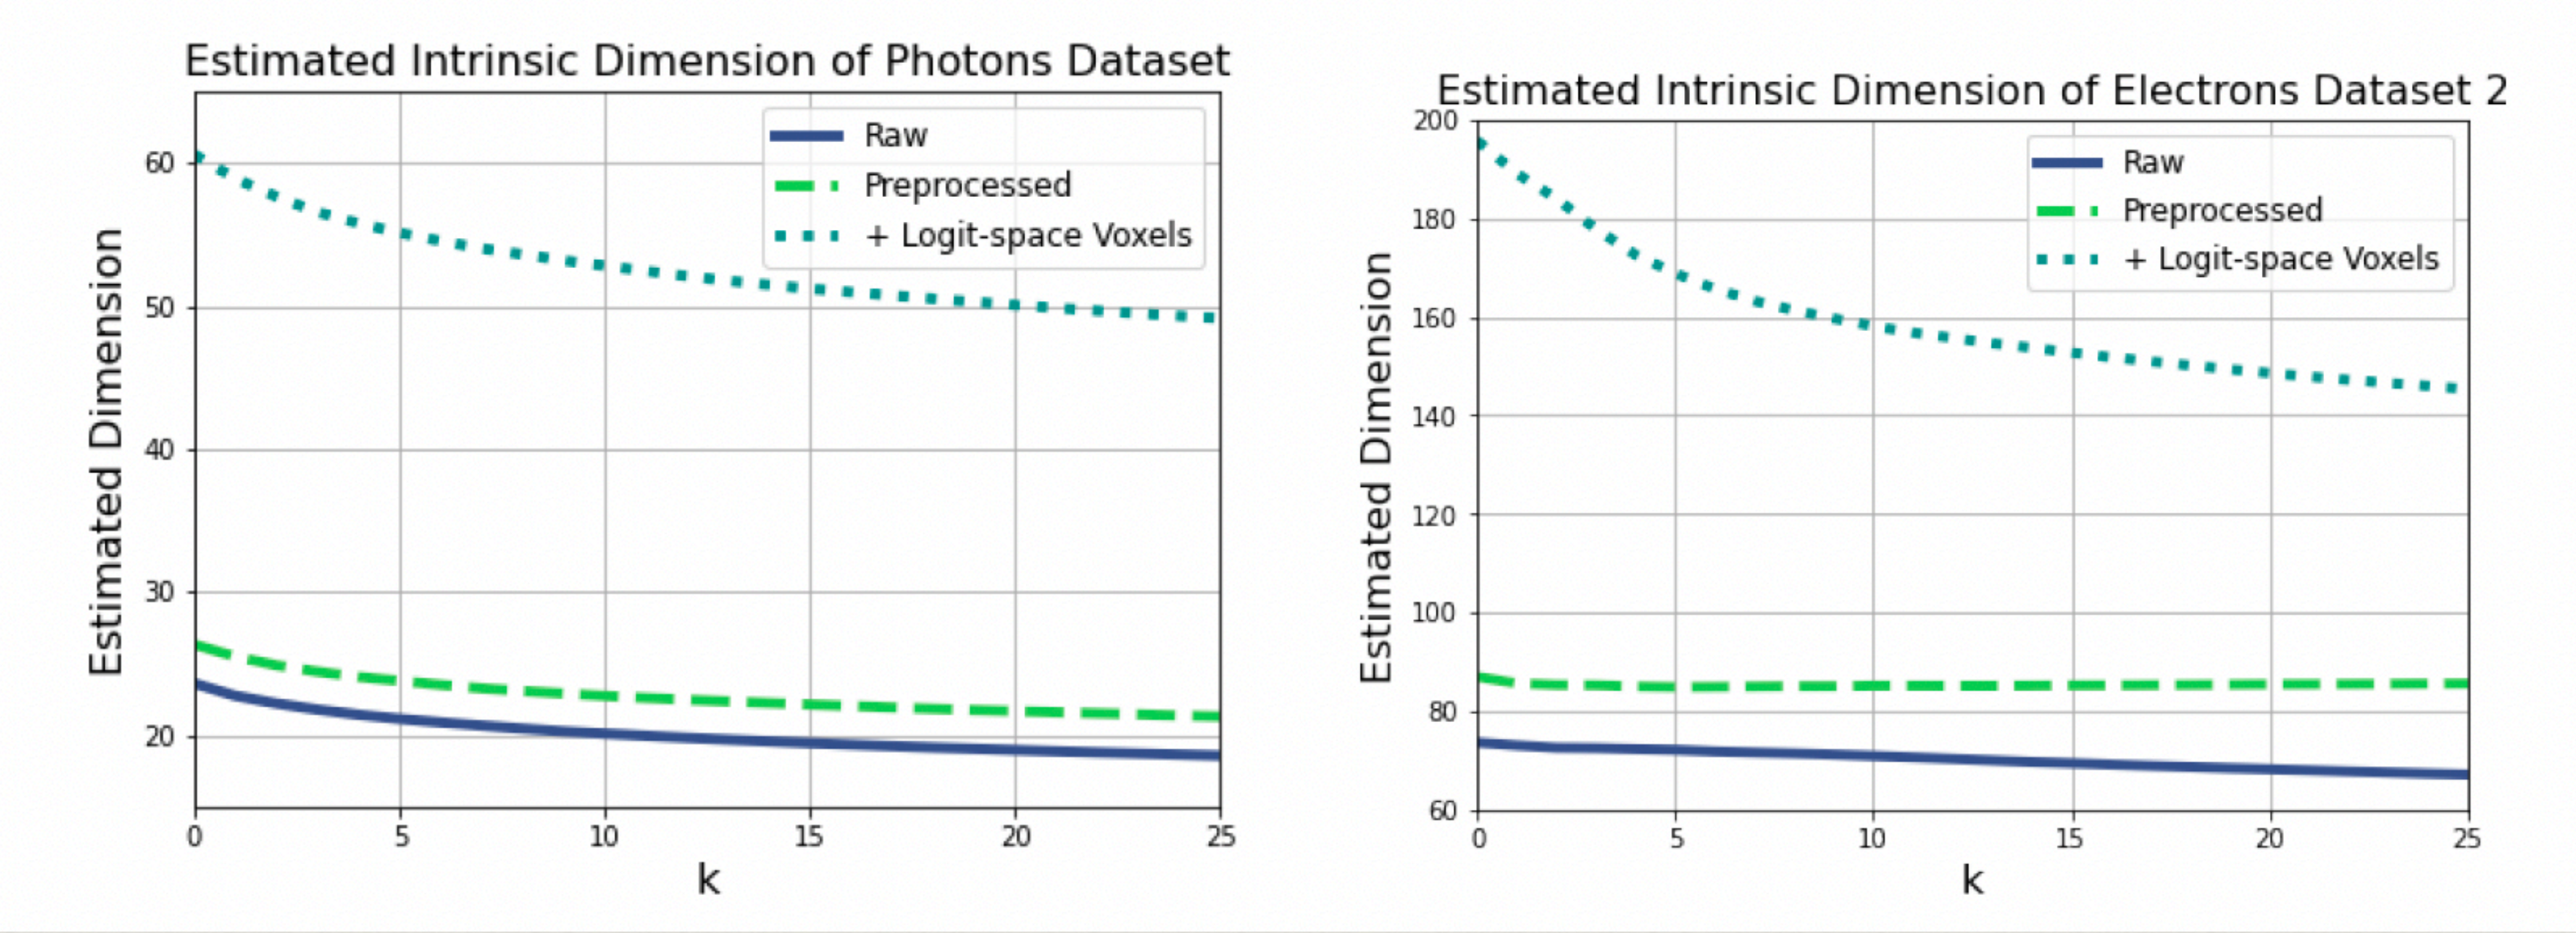 Estimated Intrinsic Dimension of Photons Dataset
Raw
Preprocessed
+ Logit-space Voxels
60
50
40
30
20
Estimated Dimension
0 5 10 15 20 25
k
Estimated Intrinsic Dimension of Electrons Dataset 2
Raw
Preprocessed
+ Logit-space Voxels
200
180
160
140
120
100
80
60
Estimated Dimension
0 5 10 15 20 25
k